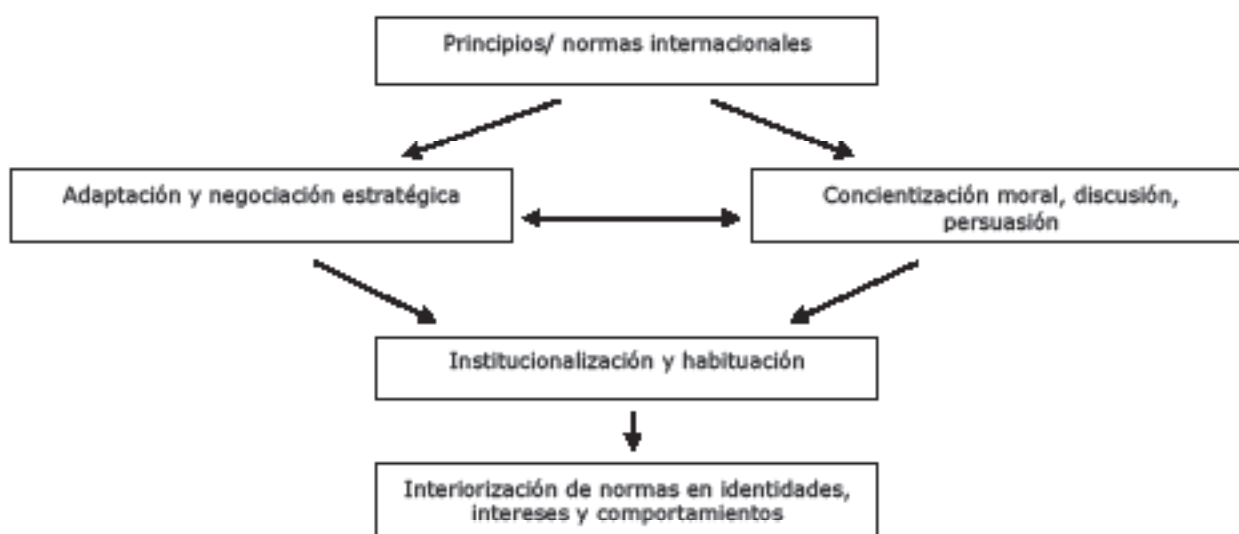 Principios/ normas internacionales
Adaptación y negociación estratégica
Concientización moral, discusión,
persuasión
Institucionalización y habituación
Interiorización de normas en identidades,
intereses y comportamientos